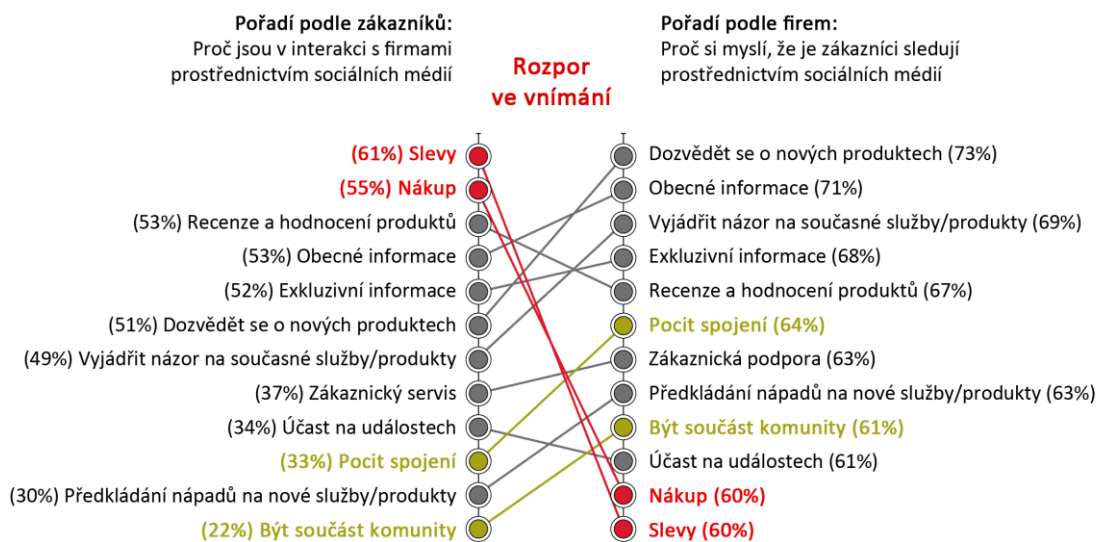 Pořadí podle zákazníků:
Proč jsou v interakci s firmami
prostřednictvím sociálních médií
Rozpor
ve vnímání
Pořadí podle firem:
Proč si myslí, že je zákazníci sledují
prostřednictvím sociálních médií
(61%) Slevy
(55%) Nákup
(53%) Recenze a hodnocení produktů
(53%) Obecné informace
(52%) Exkluzivní informace
(51%) Dozvědět se o nových produktech
(49%) Vyjádřit názor na současné služby/produkty
(37%) Zákaznický servis
(34%) Účast na událostech
(33%) Pocit spojení
(30%) Předkládání nápadů na nové služby/produkty
(22%) Být součást komunity
Dozvědět se o nových produktech (73%)
Obecné informace (71%)
Vyjádřit názor na současné služby/produkty (69%)
Exkluzivní informace (68%)
Recenze a hodnocení produktů (67%)
Pocit spojení (64%)
Zákaznická podpora (63%)
Předkládání nápadů na nové služby/produkty (63%)
Být součást komunity (61%)
Účast na událostech (61%)
Nákup (60%)
Slevy (60%)